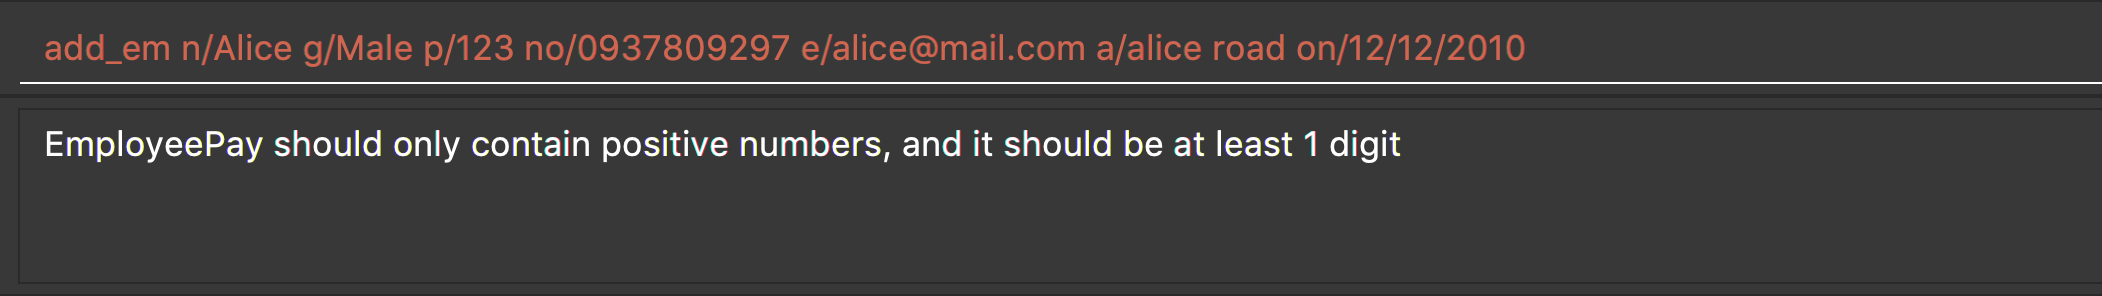 add_em n/Alice g/Male p/123 no/0937809297 e/alice@mail.com a/alice road on/12/12/2010
EmployeePay should only contain positive numbers, and it should be at least 1 digit